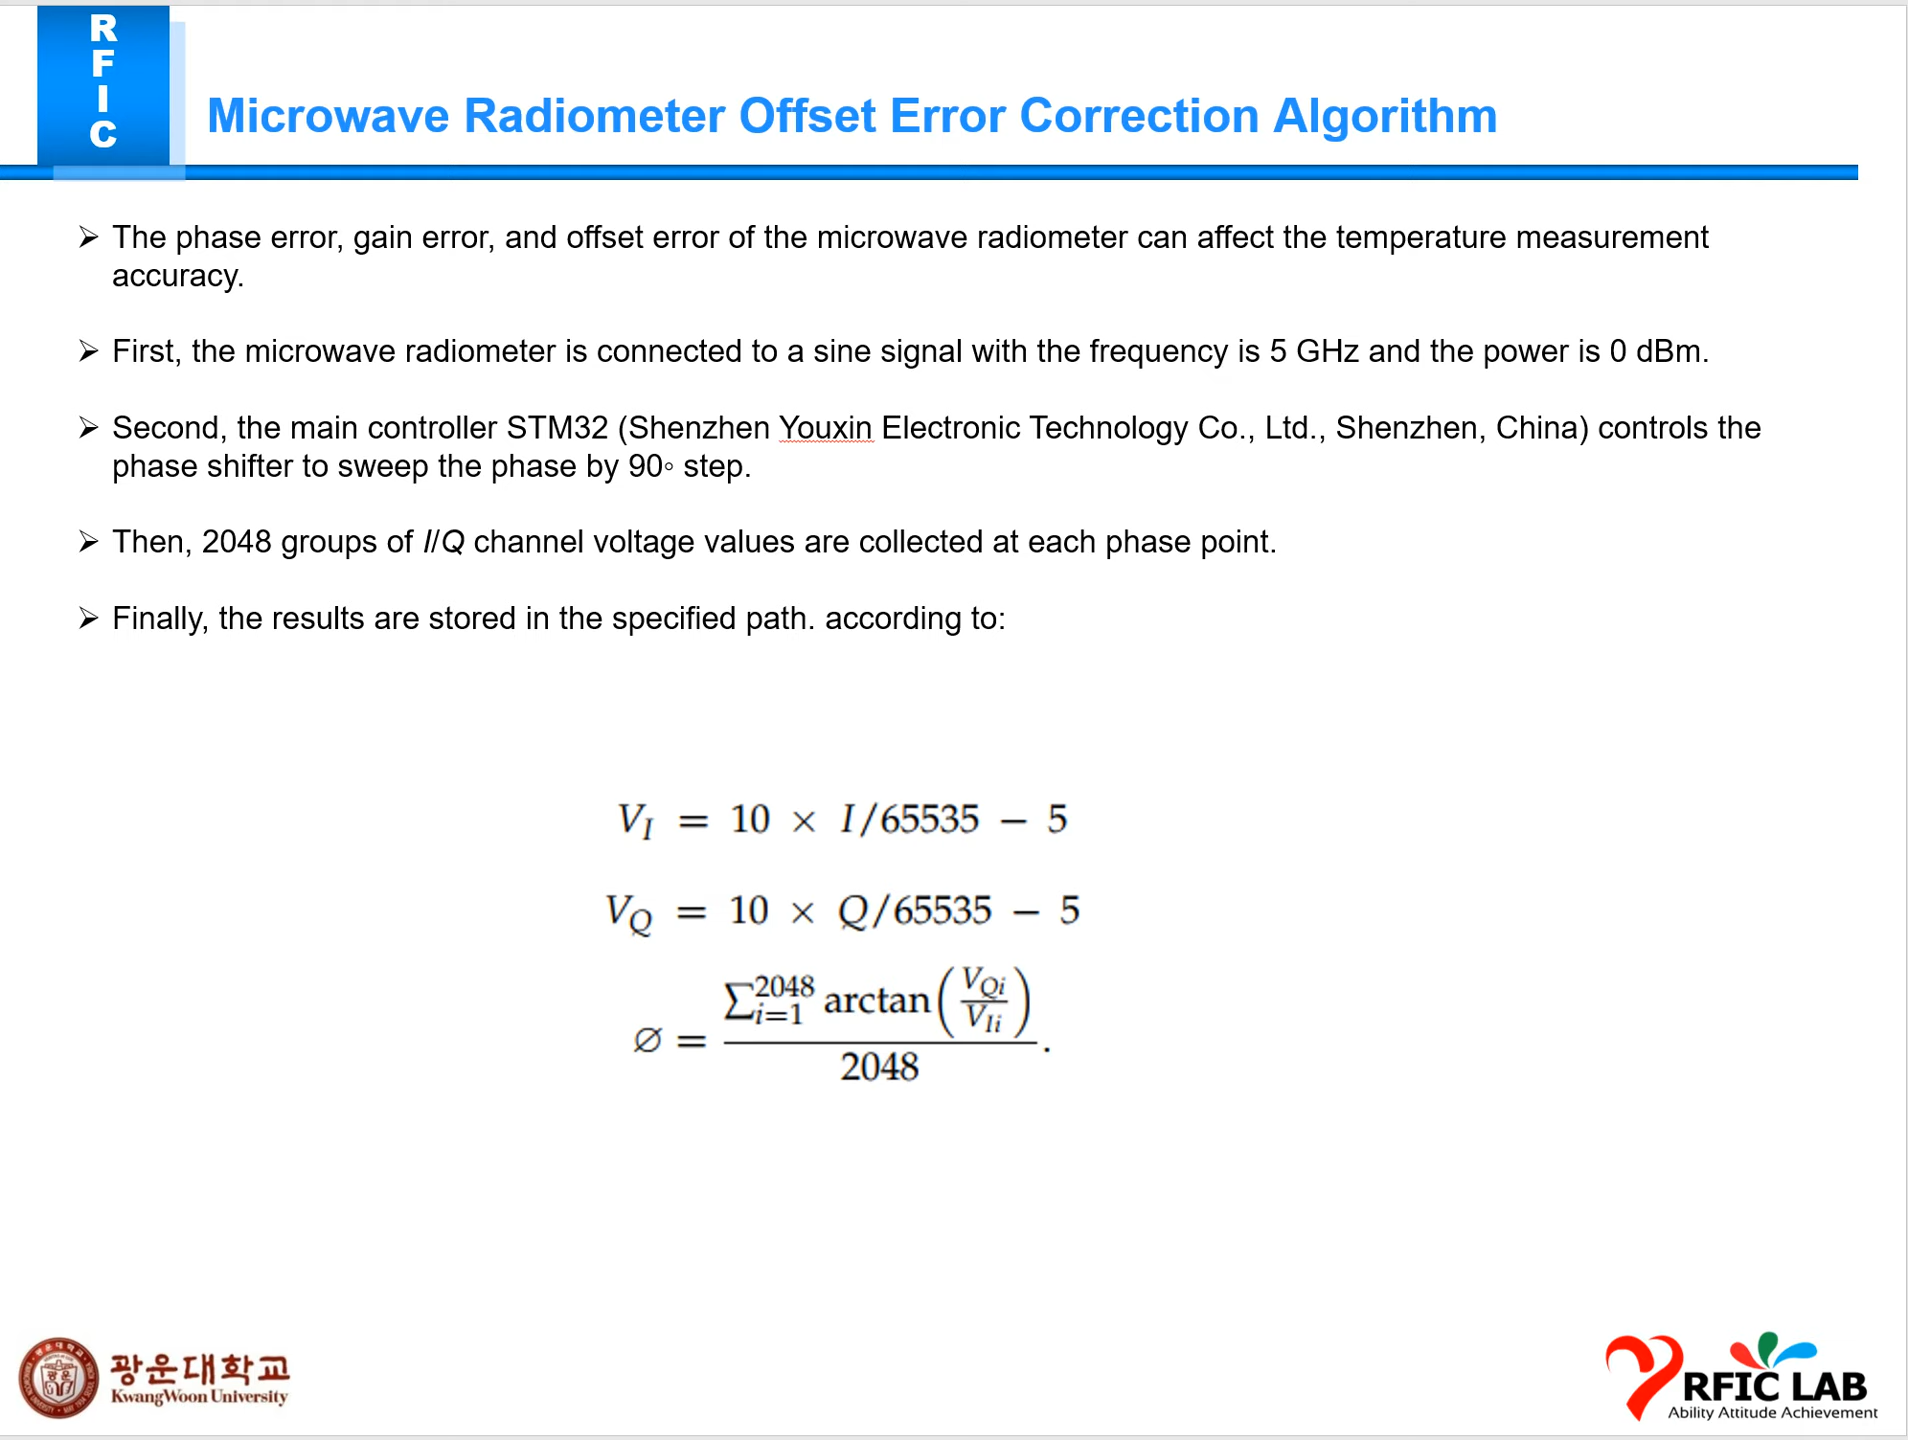 R
F
I
C
Microwave Radiometer Offset Error Correction Algorithm
➢ The phase error, gain error, and offset error of the microwave radiometer can affect the temperature measurement
accuracy.
➢ First, the microwave radiometer is connected to a sine signal with the frequency is 5 GHz and the power is 0 dBm.
➢ Second, the main controller STM32 (Shenzhen Youxin Electronic Technology Co., Ltd., Shenzhen, China) controls the
phase shifter to sweep the phase by 90◦ step.
➢ Then, 2048 groups of I/Q channel voltage values are collected at each phase point.
➢ Finally, the results are stored in the specified path. according to:
V_I = 10 × I/65535 − 5
V_Q = 10 × Q/65535 − 5
∅ = \frac{\sum_{i=1}^{2048} \arctan\left(\frac{V_{Qi}}{V_{Ii}}\right)}{2048}.
광운대학교
KwangWoon University
RFIC LAB
Ability Attitude Achievement